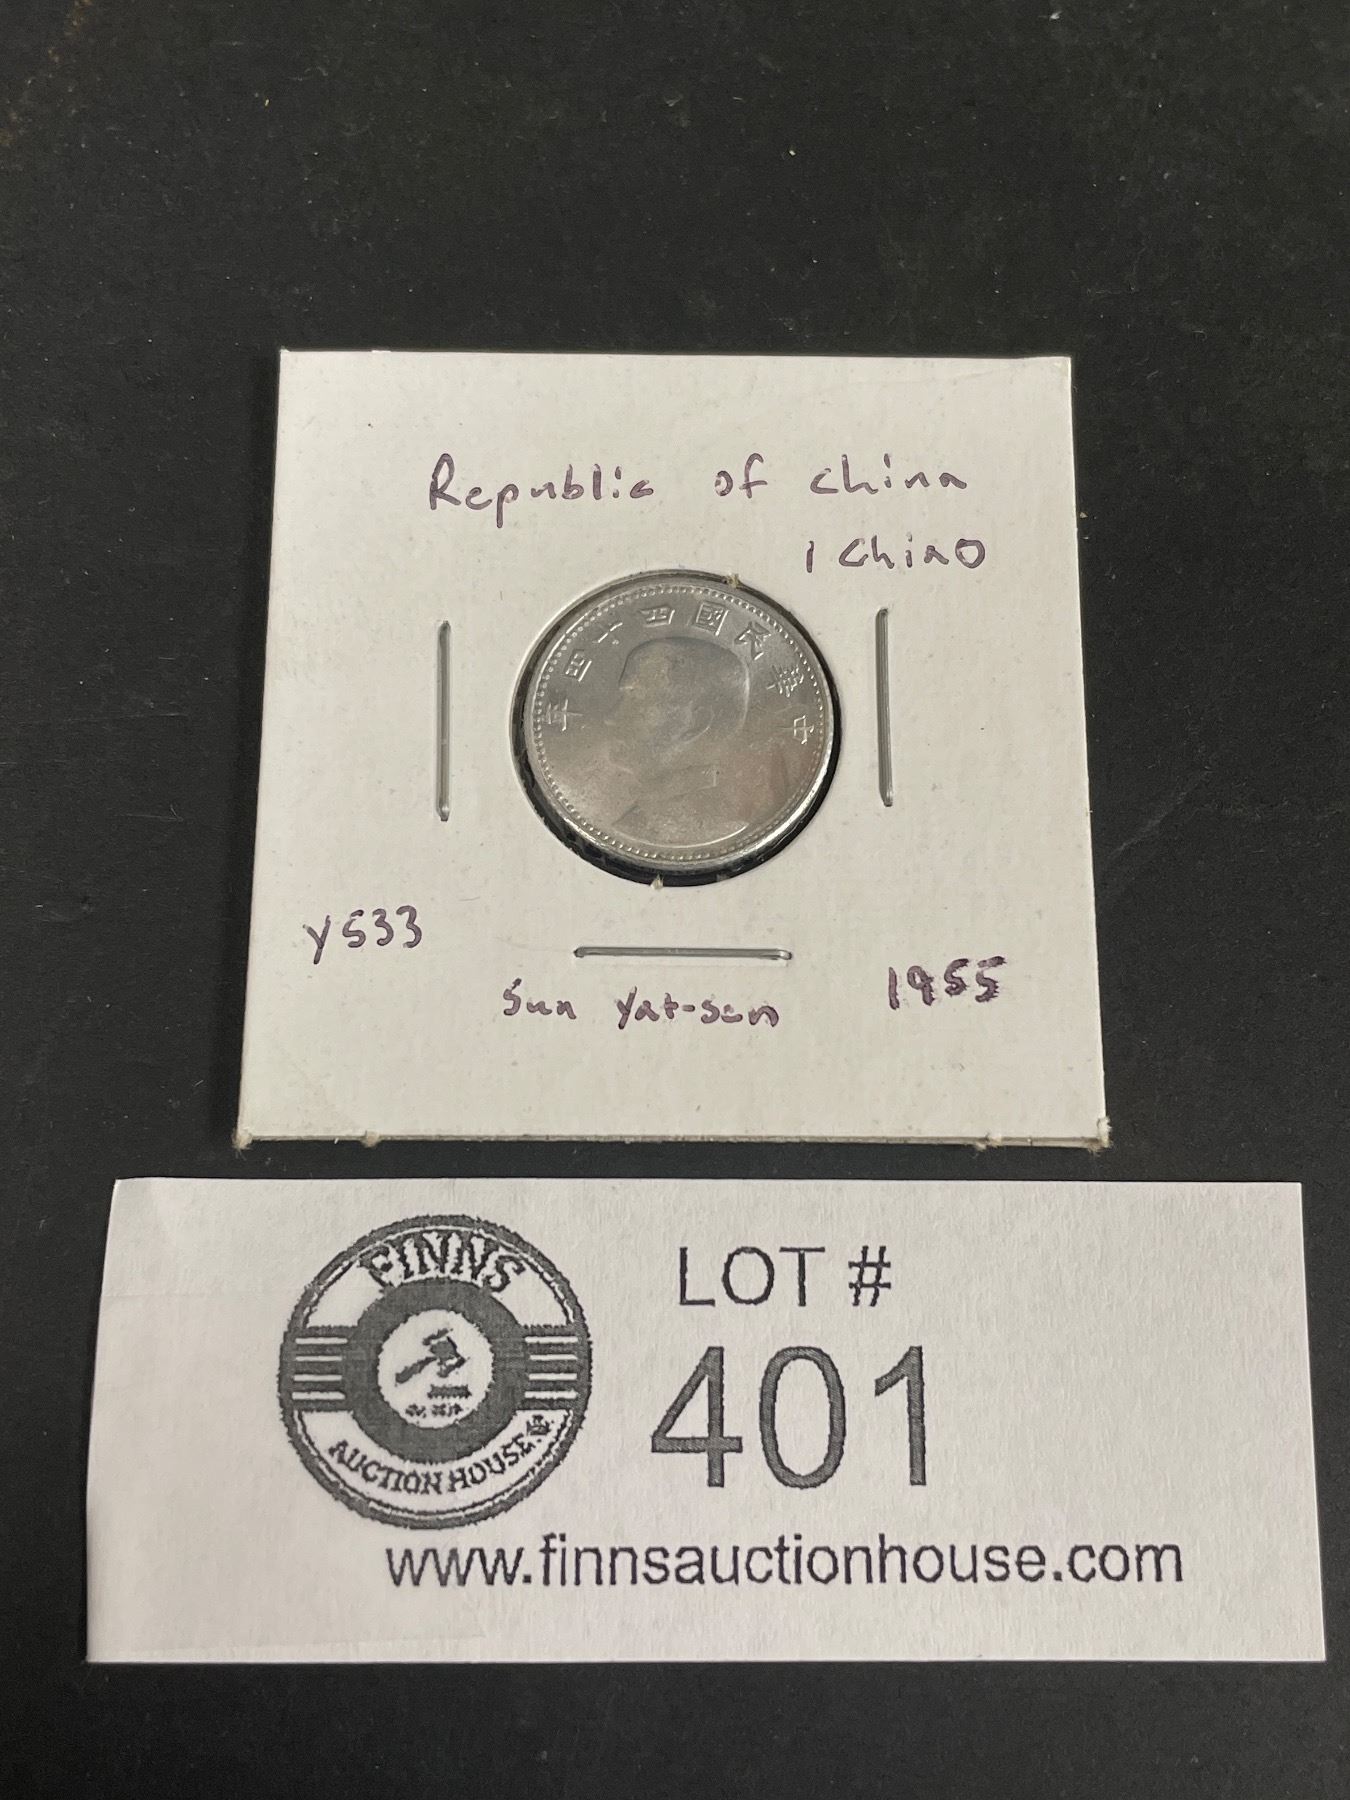 Republic of China
1 Chiao
中華民國四十四年
Y533
Sun Yat-sen
1955
FINNS
AUCTION HOUSE
LOT #
401
www.finnsauctionhouse.com